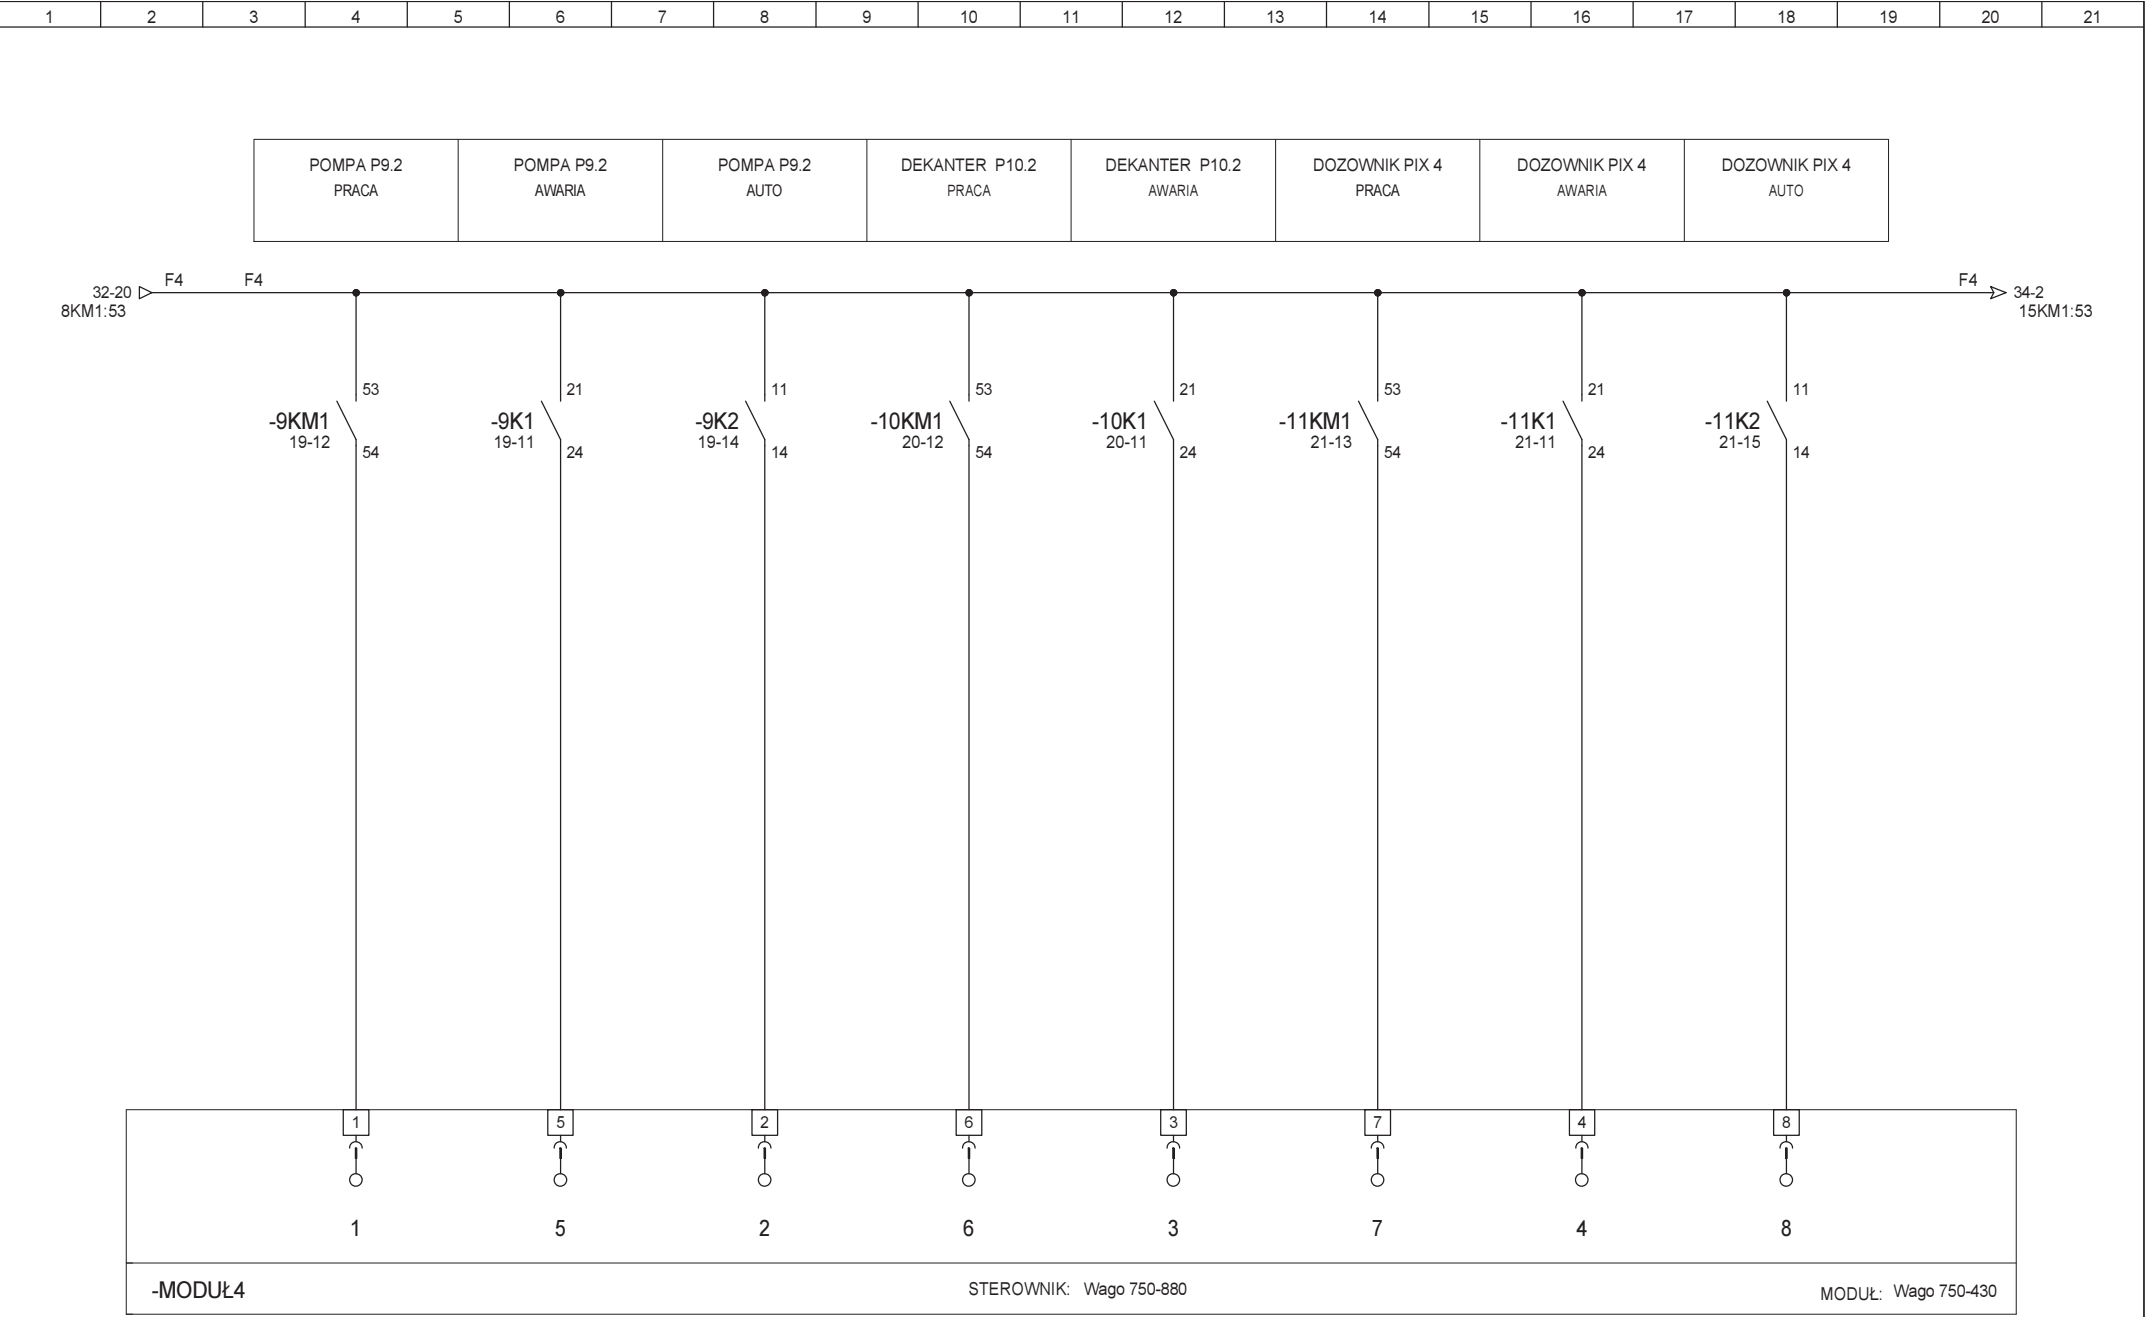 1 2 3 4 5 6 7 8 9 10 11 12 13 14 15 16 17 18 19 20 21
POMPA P9.2 POMPA P9.2 POMPA P9.2 DEKANTER P10.2 DEKANTER P10.2 DOZOWNIK PIX 4 DOZOWNIK PIX 4 DOZOWNIK PIX 4
PRACA AWARIA AUTO PRACA AWARIA PRACA AWARIA AUTO
F4 F4 F4
32-20 34-2
8KM1:53 15KM1:53
53 21 11 53 21 53 21 11
-9KM1 -9K1 -9K2 -10KM1 -10K1 -11KM1 -11K1 -11K2
19-12 19-11 19-14 20-12 20-11 21-13 21-11 21-15
54 24 14 54 24 54 24 14
1 5 2 6 3 7 4 8
1 5 2 6 3 7 4 8
-MODUŁ4 STEROWNIK: Wago 750-880 MODUŁ: Wago 750-430